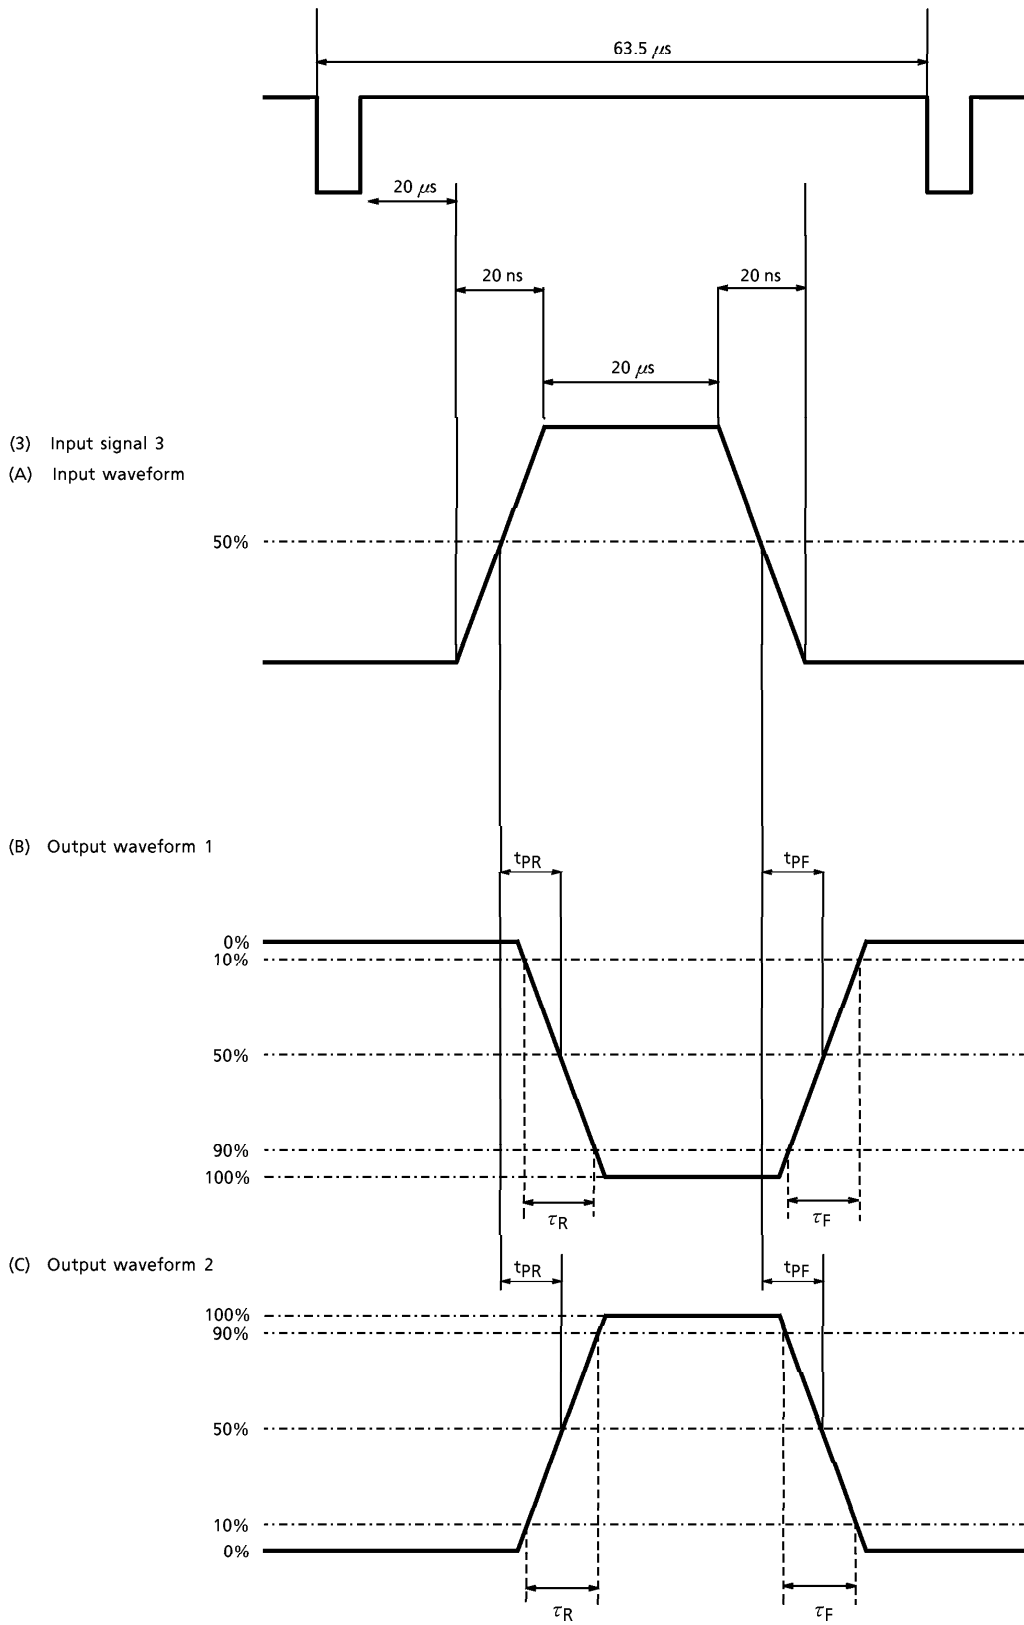 63.5 μs
20 μs
20 ns
20 ns
20 μs
(3) Input signal 3
(A) Input waveform
50%
(B) Output waveform 1
tPR
tPF
0%
10%
50%
90%
100%
τR
τF
(C) Output waveform 2
tPR
tPF
100%
90%
50%
10%
0%
τR
τF